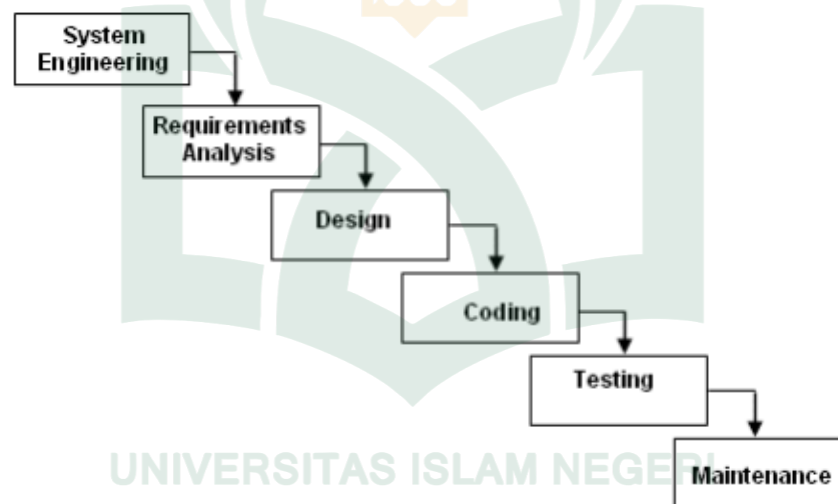 System
Engineering
Requirements
Analysis
Design
Coding
Testing
UNIVERSITAS ISLAM NEGERI
Maintenance